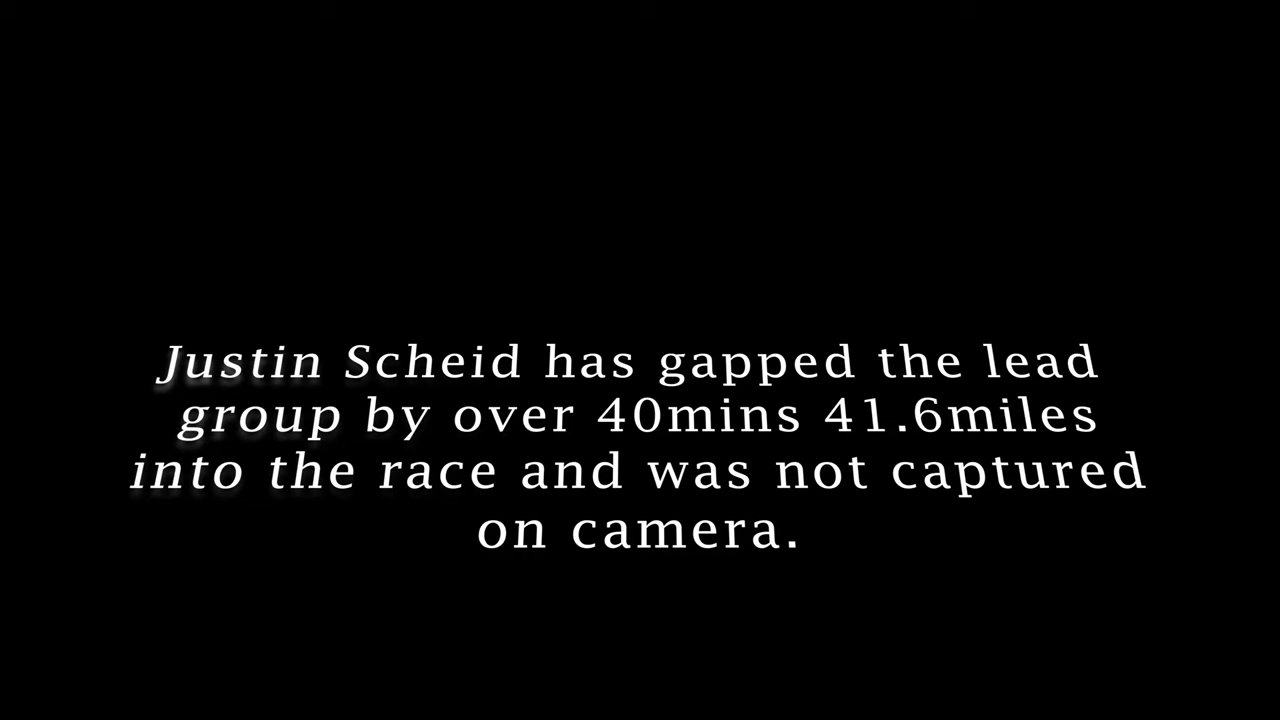 Justin Scheid has gapped the lead
group by over 40mins 41.6miles
into the race and was not captured
on camera.